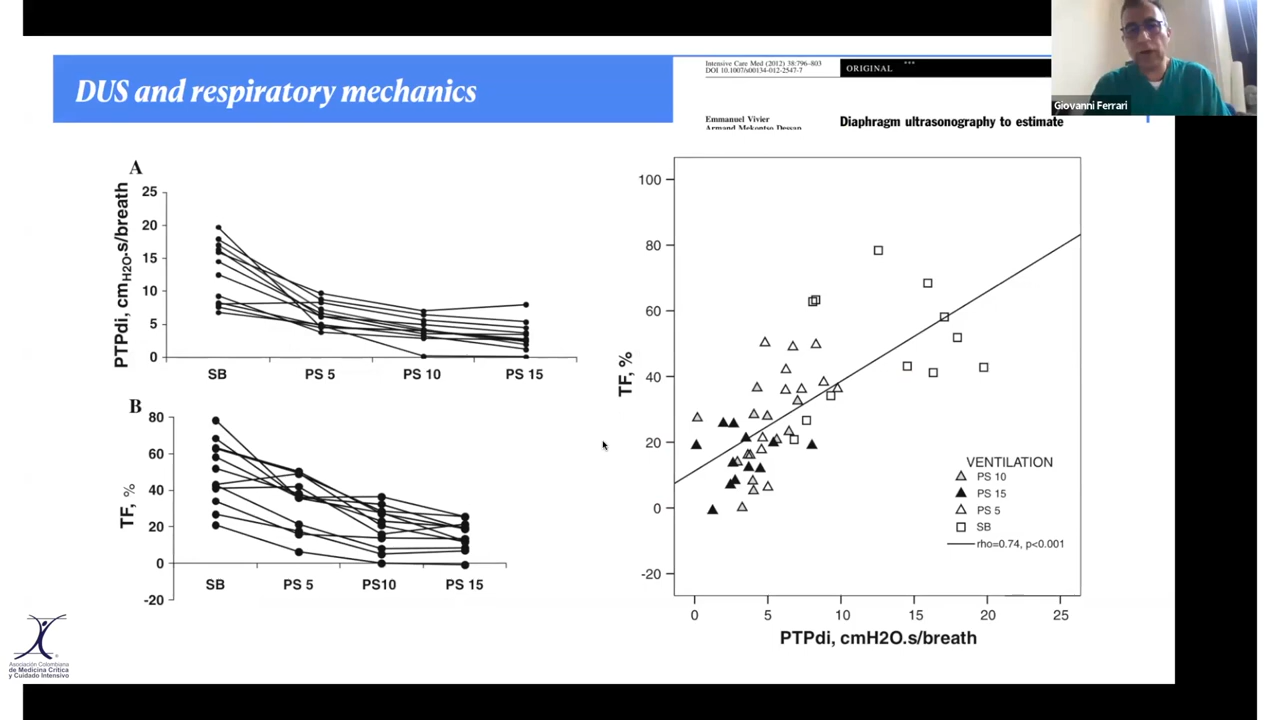 DUS and respiratory mechanics
Intensive Care Med (2012) 38:796–803
DOI 10.1007/s00134-012-2547-7
ORIGINAL
Emmanuel Vivier
Armand Mekontso Dessap
Diaphragm ultrasonography to estimate
Giovanni Ferrari
A
PTPdi, cmH2O·s/breath
25
20
15
10
5
0
SB PS 5 PS 10 PS 15
B
TF, %
80
60
40
20
0
-20
SB PS 5 PS10 PS 15
TF, %
100
80
60
40
20
0
-20
VENTILATION
PS 10
PS 15
PS 5
SB
rho=0.74, p<0.001
0 5 10 15 20 25
PTPdi, cmH2O.s/breath
Asociación Colombiana
de Medicina Crítica
y Cuidado Intensivo